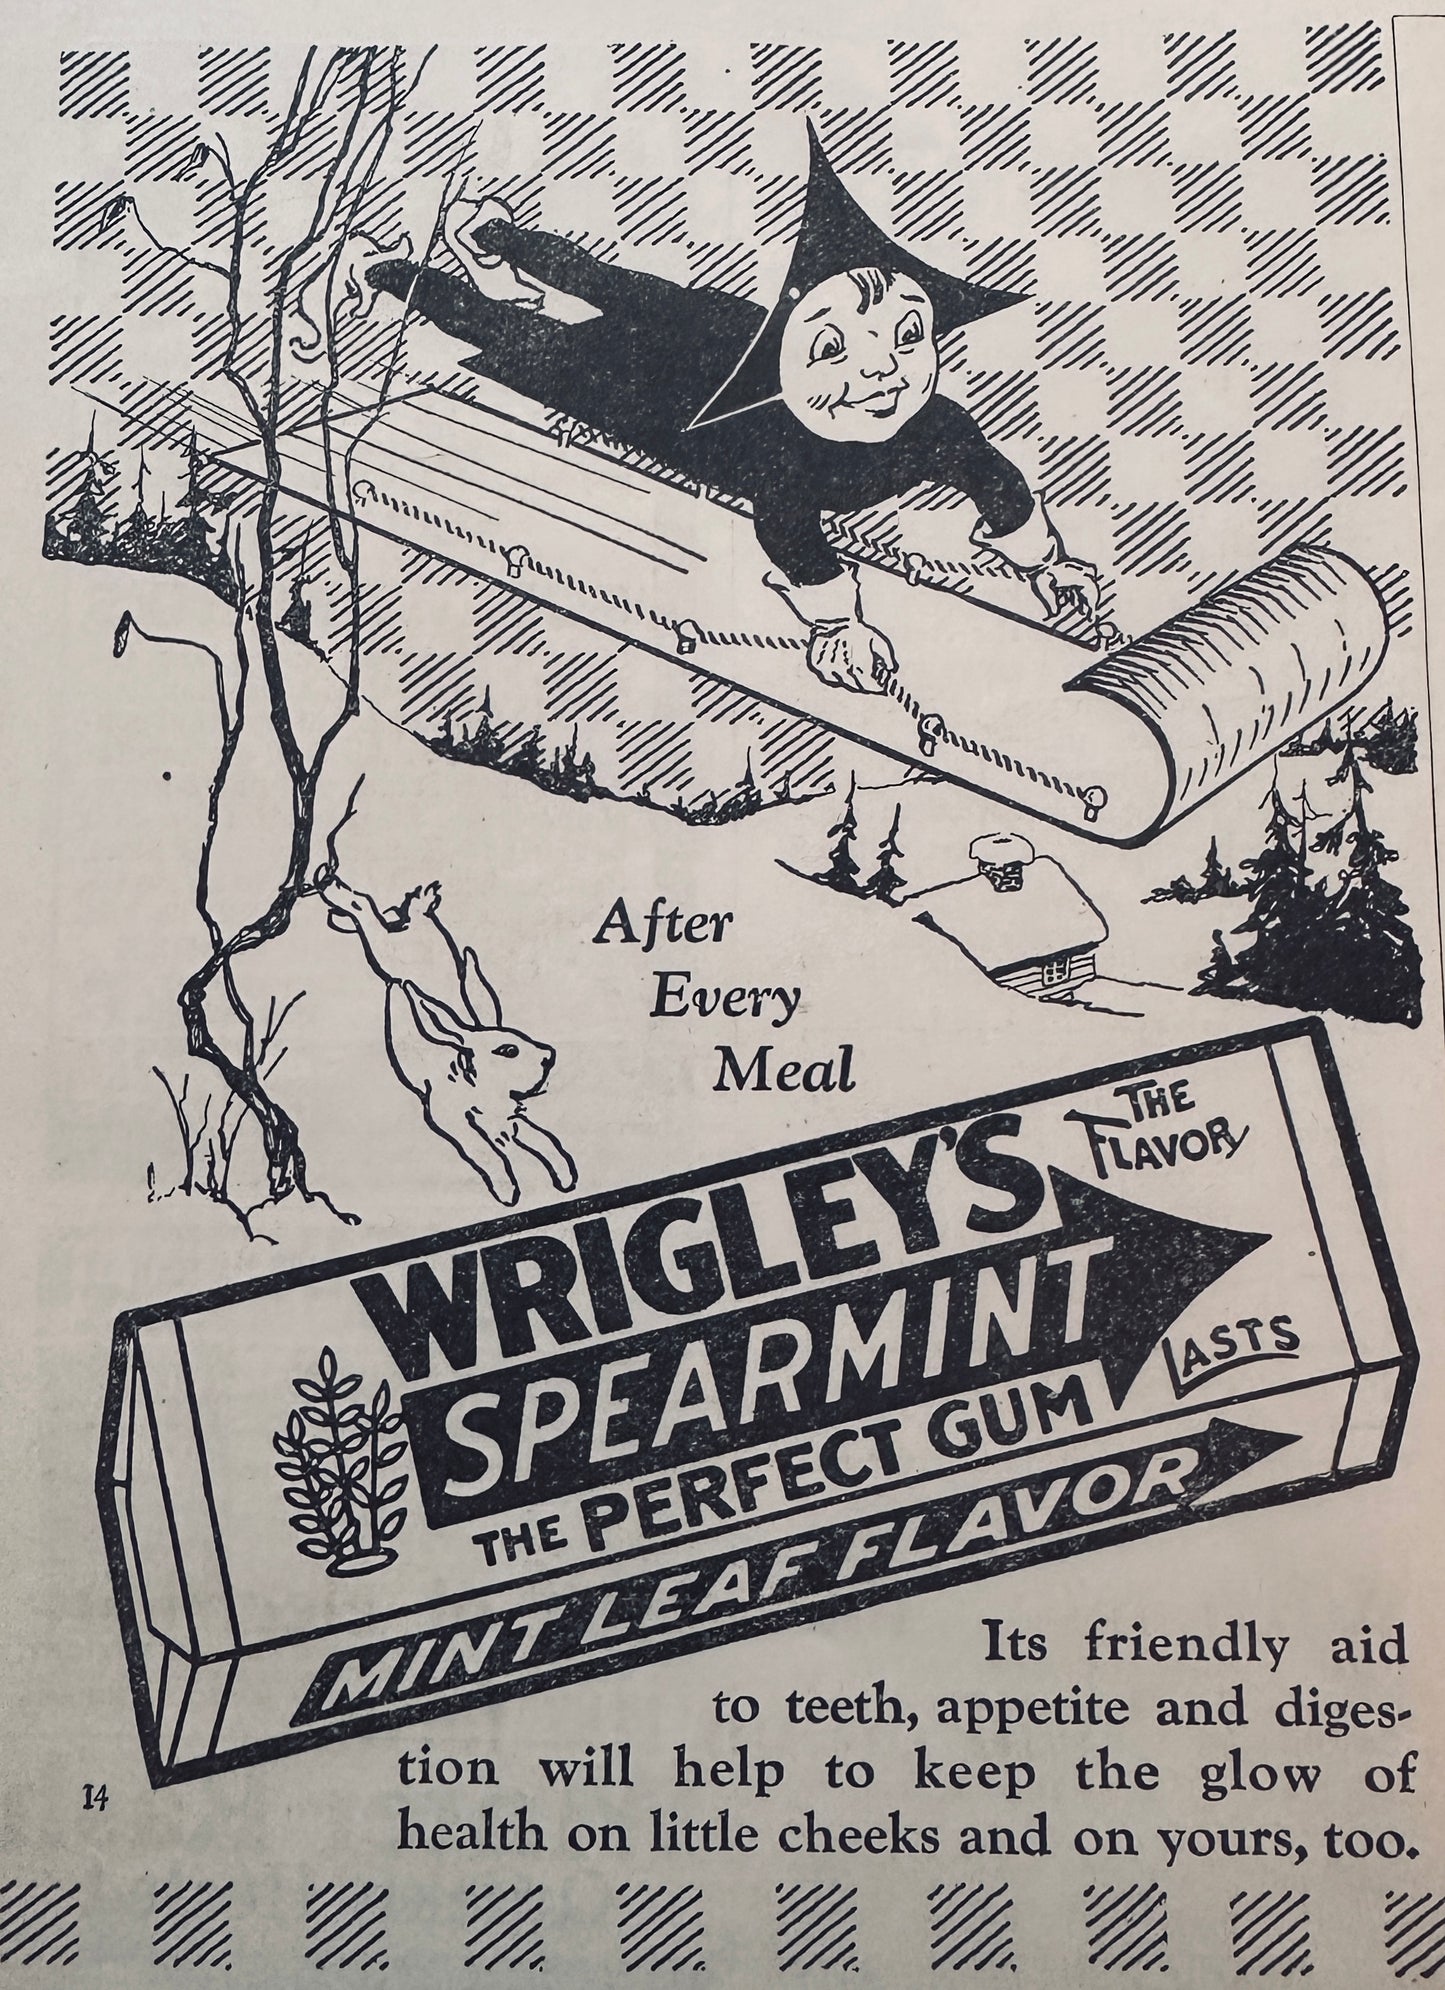 After
Every
Meal
WRIGLEY'S
THE
FLAVOR
SPEARMINT
LASTS
THE PERFECT GUM
MINT LEAF FLAVOR
Its friendly aid
to teeth, appetite and diges-
tion will help to keep the glow of
health on little cheeks and on yours, too.
14